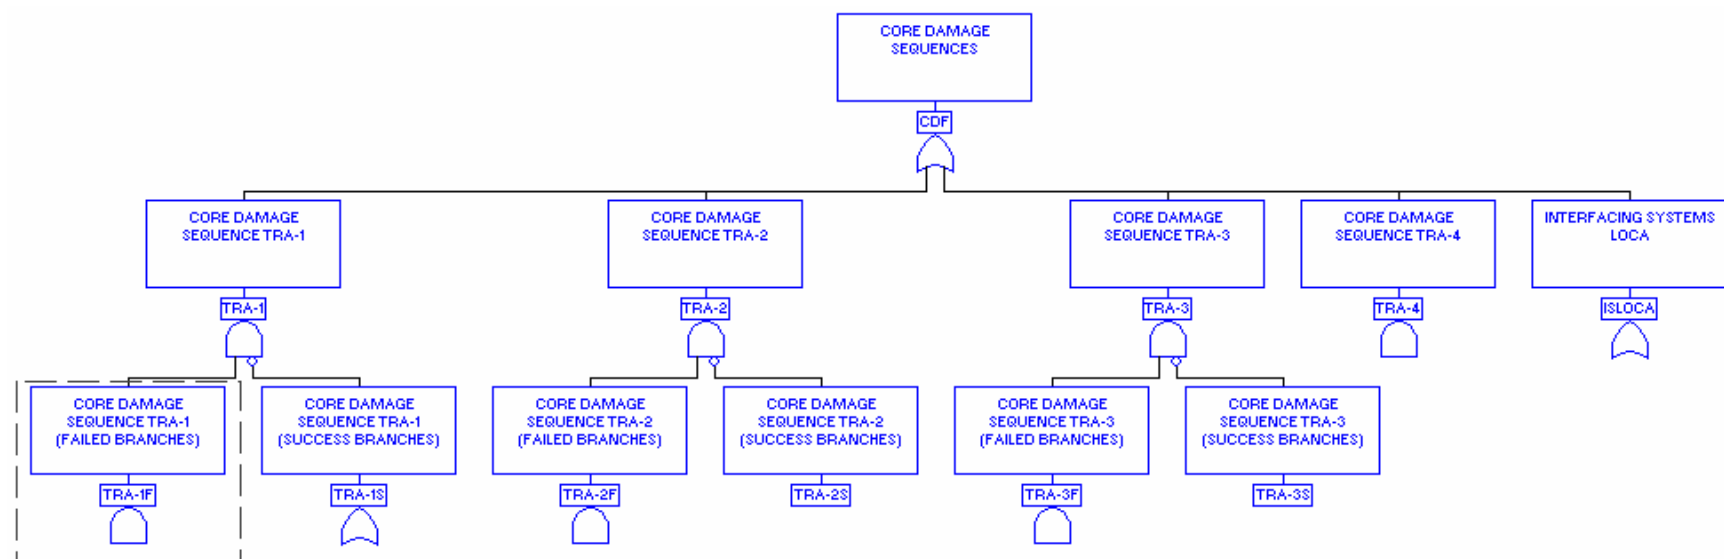 CORE DAMAGE
SEQUENCES
CDF
CORE DAMAGE
SEQUENCE TRA-1
CORE DAMAGE
SEQUENCE TRA-2
CORE DAMAGE
SEQUENCE TRA-3
CORE DAMAGE
SEQUENCE TRA-4
INTERFACING SYSTEMS
LOCA
TRA-1
TRA-2
TRA-3
TRA-4
ISLOCA
CORE DAMAGE
SEQUENCE TRA-1
(FAILED BRANCHES)
CORE DAMAGE
SEQUENCE TRA-1
(SUCCESS BRANCHES)
CORE DAMAGE
SEQUENCE TRA-2
(FAILED BRANCHES)
CORE DAMAGE
SEQUENCE TRA-2
(SUCCESS BRANCHES)
CORE DAMAGE
SEQUENCE TRA-3
(FAILED BRANCHES)
CORE DAMAGE
SEQUENCE TRA-3
(SUCCESS BRANCHES)
TRA-1F
TRA-1S
TRA-2F
TRA-2S
TRA-3F
TRA-3S